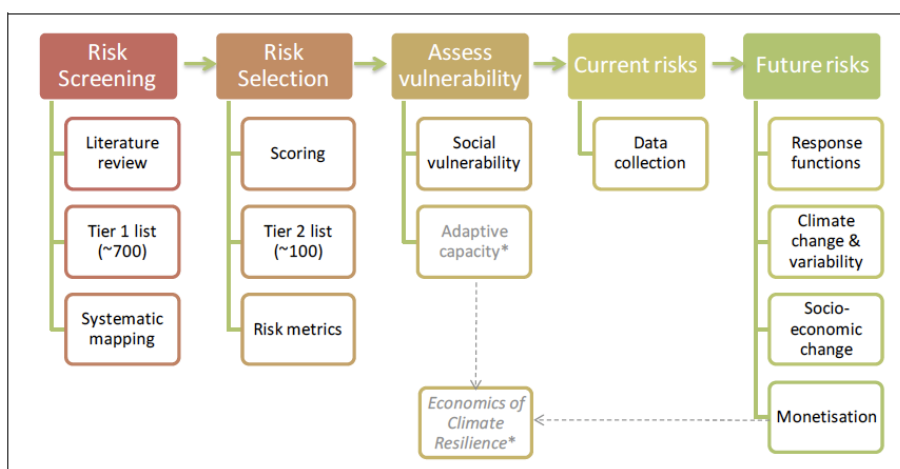 Risk
Screening
Risk
Selection
Assess
vulnerability
Current risks
Future risks
Literature
review
Scoring
Social
vulnerability
Data
collection
Response
functions
Tier 1 list
(~700)
Tier 2 list
(~100)
Adaptive
capacity*
Climate
change &
variability
Systematic
mapping
Risk metrics
Socio-
economic
change
Economics of
Climate
Resilience*
Monetisation